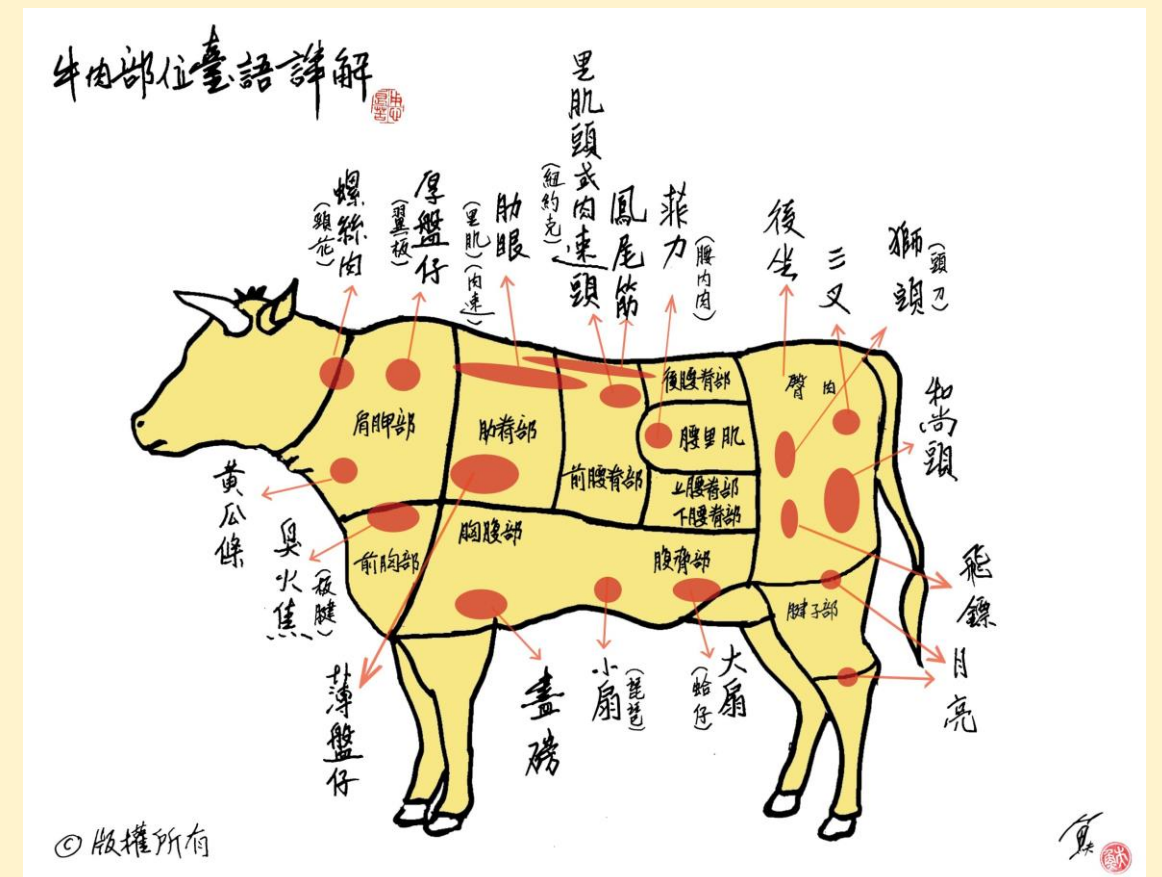 牛肉部位臺語詳解
螺絲肉
(頸花)
厚盤仔
(翼板)
肋眼
(里肌)(肉速)
里肌頭或肉速頭
(紐約克)
鳳尾筋
菲力
(腰內肉)
後坐
三叉
獅頭
(頸刀)
肩胛部
肋脊部
前腰脊部
後腰脊部
腰里肌
上腰脊部
下腰脊部
臀肉
和尚頭
黃瓜條
臭火焦
(板腱)
前胸部
胸腹部
腹脅部
腱子部
飛鏢
月亮
薄盤仔
畫磅
小扇
(琵琶)
大扇
(蛤仔)
©版權所有